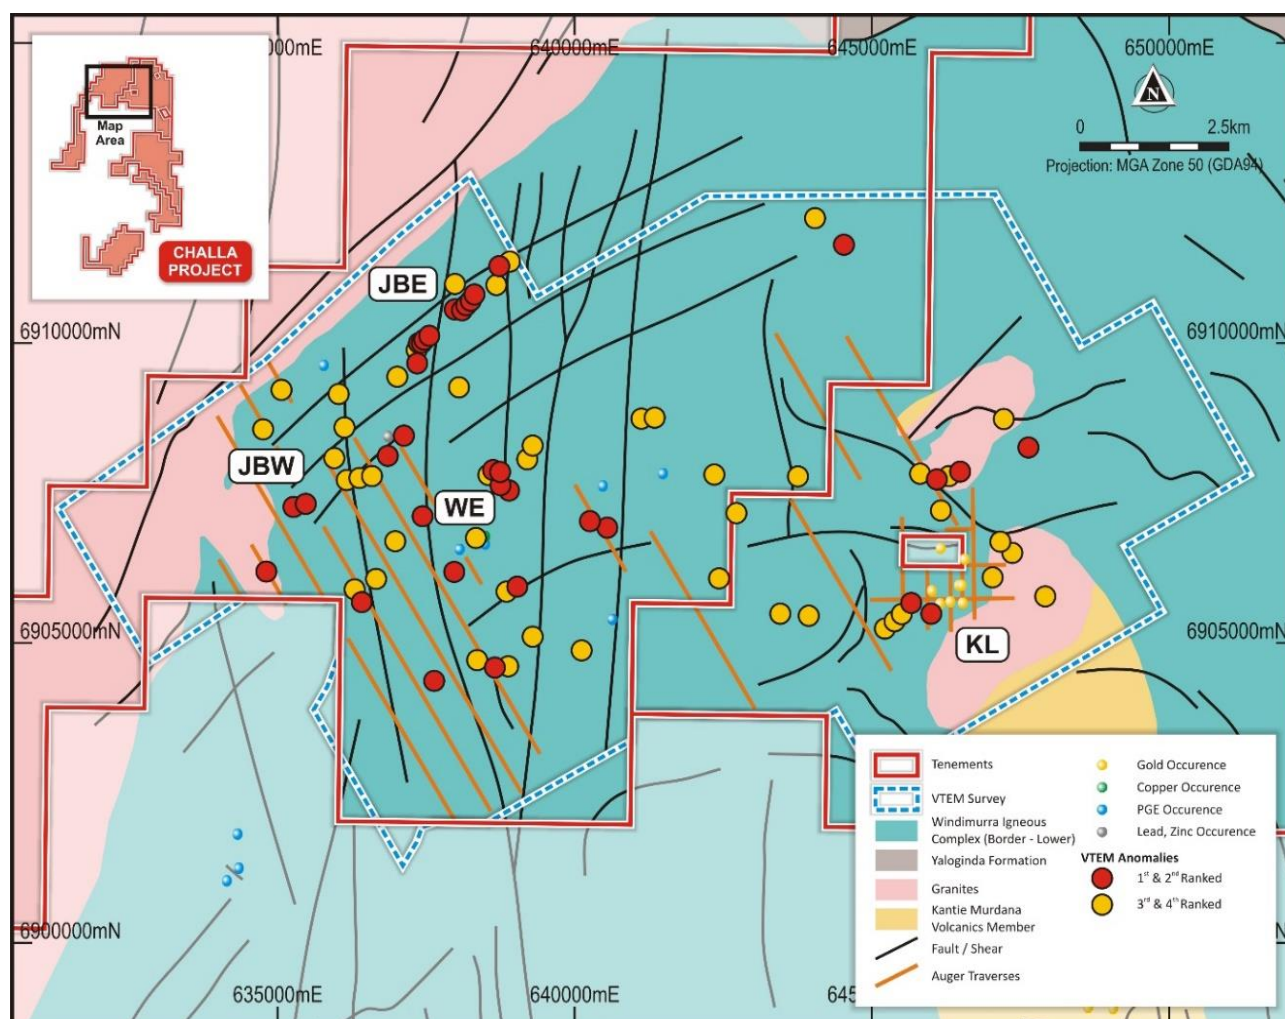 000mE
640000mE
645000mE
650000mE
Map
Area
CHALLA
PROJECT
N
0
2.5km
Projection: MGA Zone 50 (GDA94)
JBE
6910000mN
6910000mN
JBW
WE
6905000mN
6905000mN
KL
Tenements
VTEM Survey
Windimurra Igneous
Complex (Border - Lower)
Yaloginda Formation
Granites
Kantie Murdana
Volcanics Member
Fault / Shear
Auger Traverses
Gold Occurence
Copper Occurence
PGE Occurence
Lead, Zinc Occurence
VTEM Anomalies
1st & 2nd Ranked
3rd & 4th Ranked
6900000mN
6900000mN
635000mE
640000mE
645